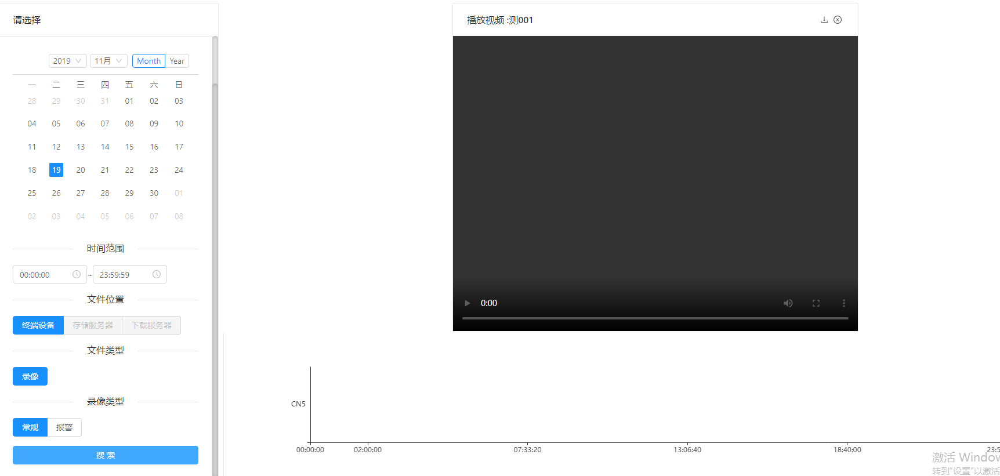 请选择
2019 11月 Month Year
一 二 三 四 五 六 日
28 29 30 31 01 02 03
04 05 06 07 08 09 10
11 12 13 14 15 16 17
18 19 20 21 22 23 24
25 26 27 28 29 30 01
02 03 04 05 06 07 08
时间范围
00:00:00 ~ 23:59:59
文件位置
终端设备 存储服务器 下载服务器
文件类型
录像
录像类型
常规 报警
搜 索
播放视频 :测001
0:00
CN5
00:00:00 02:00:00 07:33:20 13:06:40 18:40:00 23:5
激活 Window
转到“设置”以激活